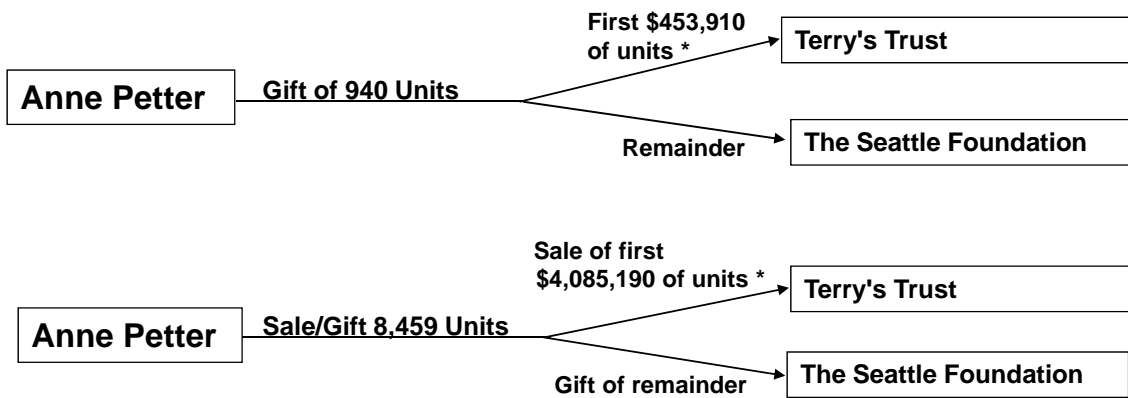 First $453,910
of units *
Terry's Trust
Anne Petter
Gift of 940 Units
The Seattle Foundation
Remainder
Sale of first
$4,085,190 of units *
Terry's Trust
Anne Petter
Sale/Gift 8,459 Units
The Seattle Foundation
Gift of remainder